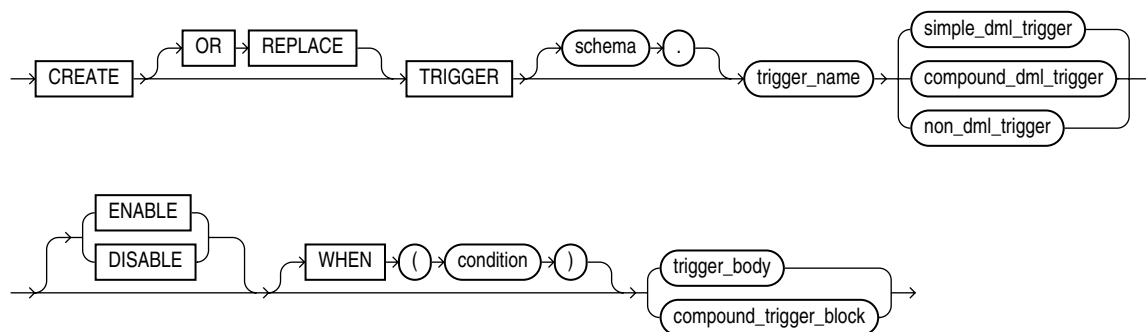 OR REPLACE schema . simple_dml_trigger
CREATE TRIGGER trigger_name compound_dml_trigger
non_dml_trigger
ENABLE
DISABLE WHEN ( condition ) trigger_body
compound_trigger_block